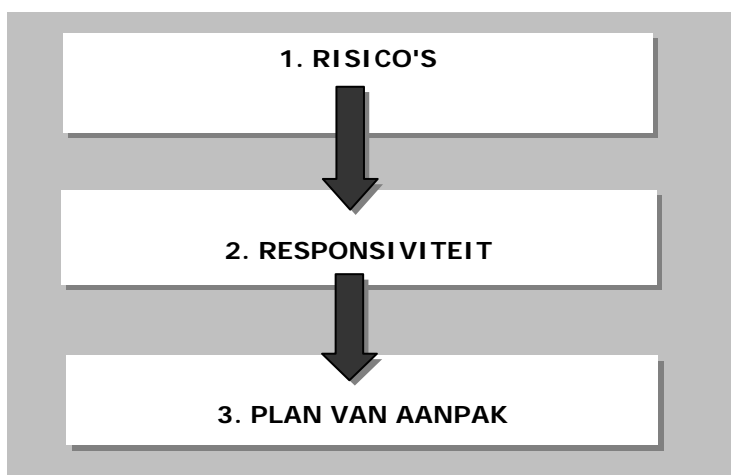 1. RISICO'S
2. RESPONSIVITEIT
3. PLAN VAN AANPAK